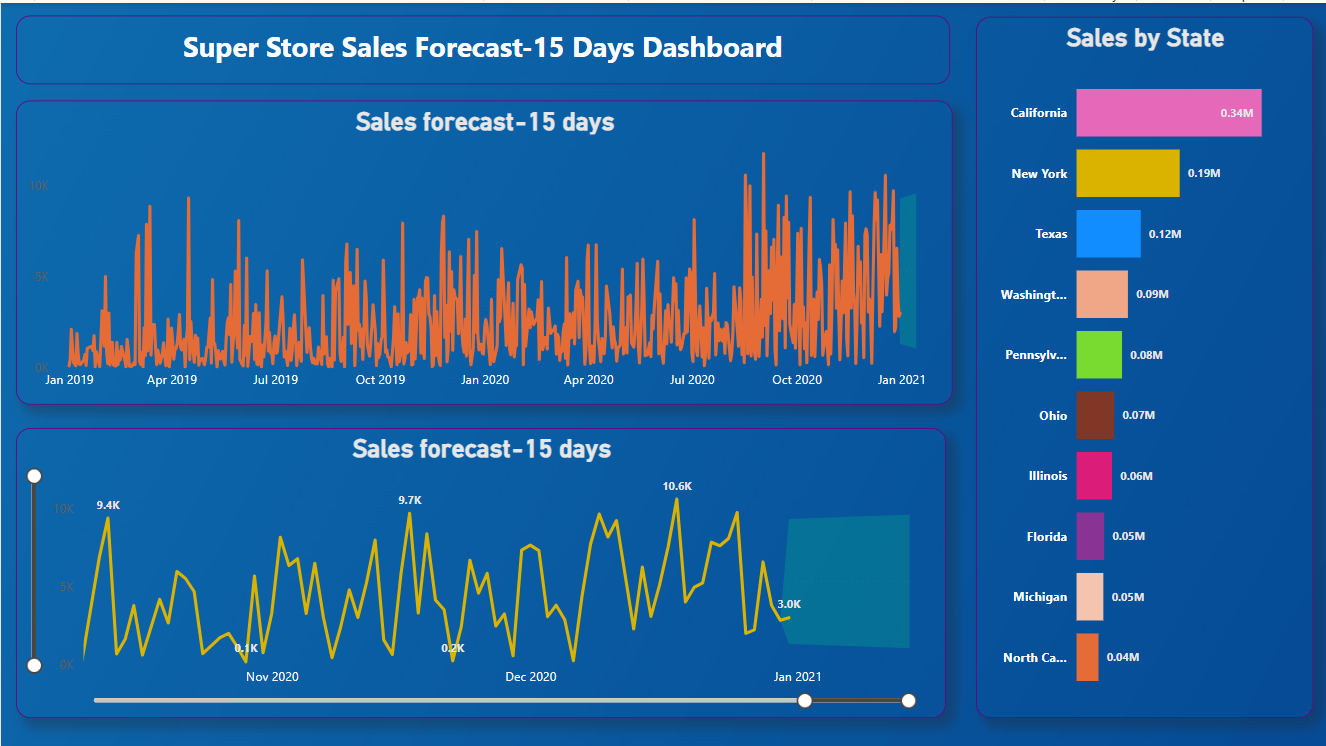 Super Store Sales Forecast-15 Days Dashboard
Sales forecast-15 days
10K
5K
0K
Jan 2019 Apr 2019 Jul 2019 Oct 2019 Jan 2020 Apr 2020 Jul 2020 Oct 2020 Jan 2021
Sales forecast-15 days
10K
5K
0K
9.4K 9.7K 10.6K
0.1K 0.2K 3.0K
Nov 2020 Dec 2020 Jan 2021
Sales by State
California 0.34M
New York 0.19M
Texas 0.12M
Washingt... 0.09M
Pennsylv... 0.08M
Ohio 0.07M
Illinois 0.06M
Florida 0.05M
Michigan 0.05M
North Ca... 0.04M